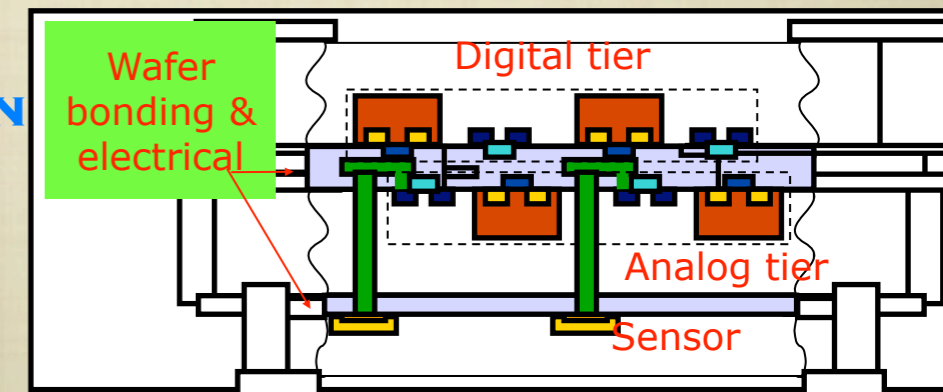 Wafer
bonding &
electrical
Digital tier
N
Analog tier
Sensor